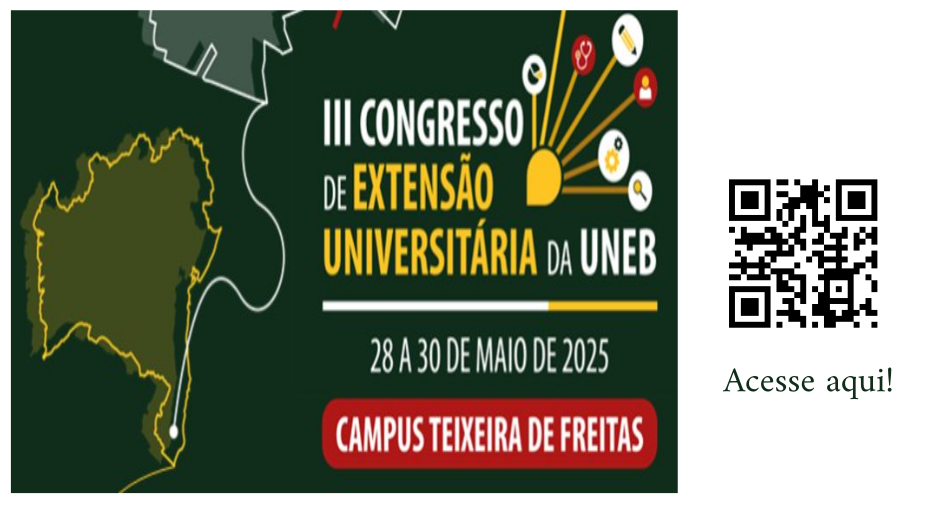 III CONGRESSO
DE EXTENSÃO
UNIVERSITÁRIA DA UNEB
28 A 30 DE MAIO DE 2025
CAMPUS TEIXEIRA DE FREITAS
Acesse aqui!